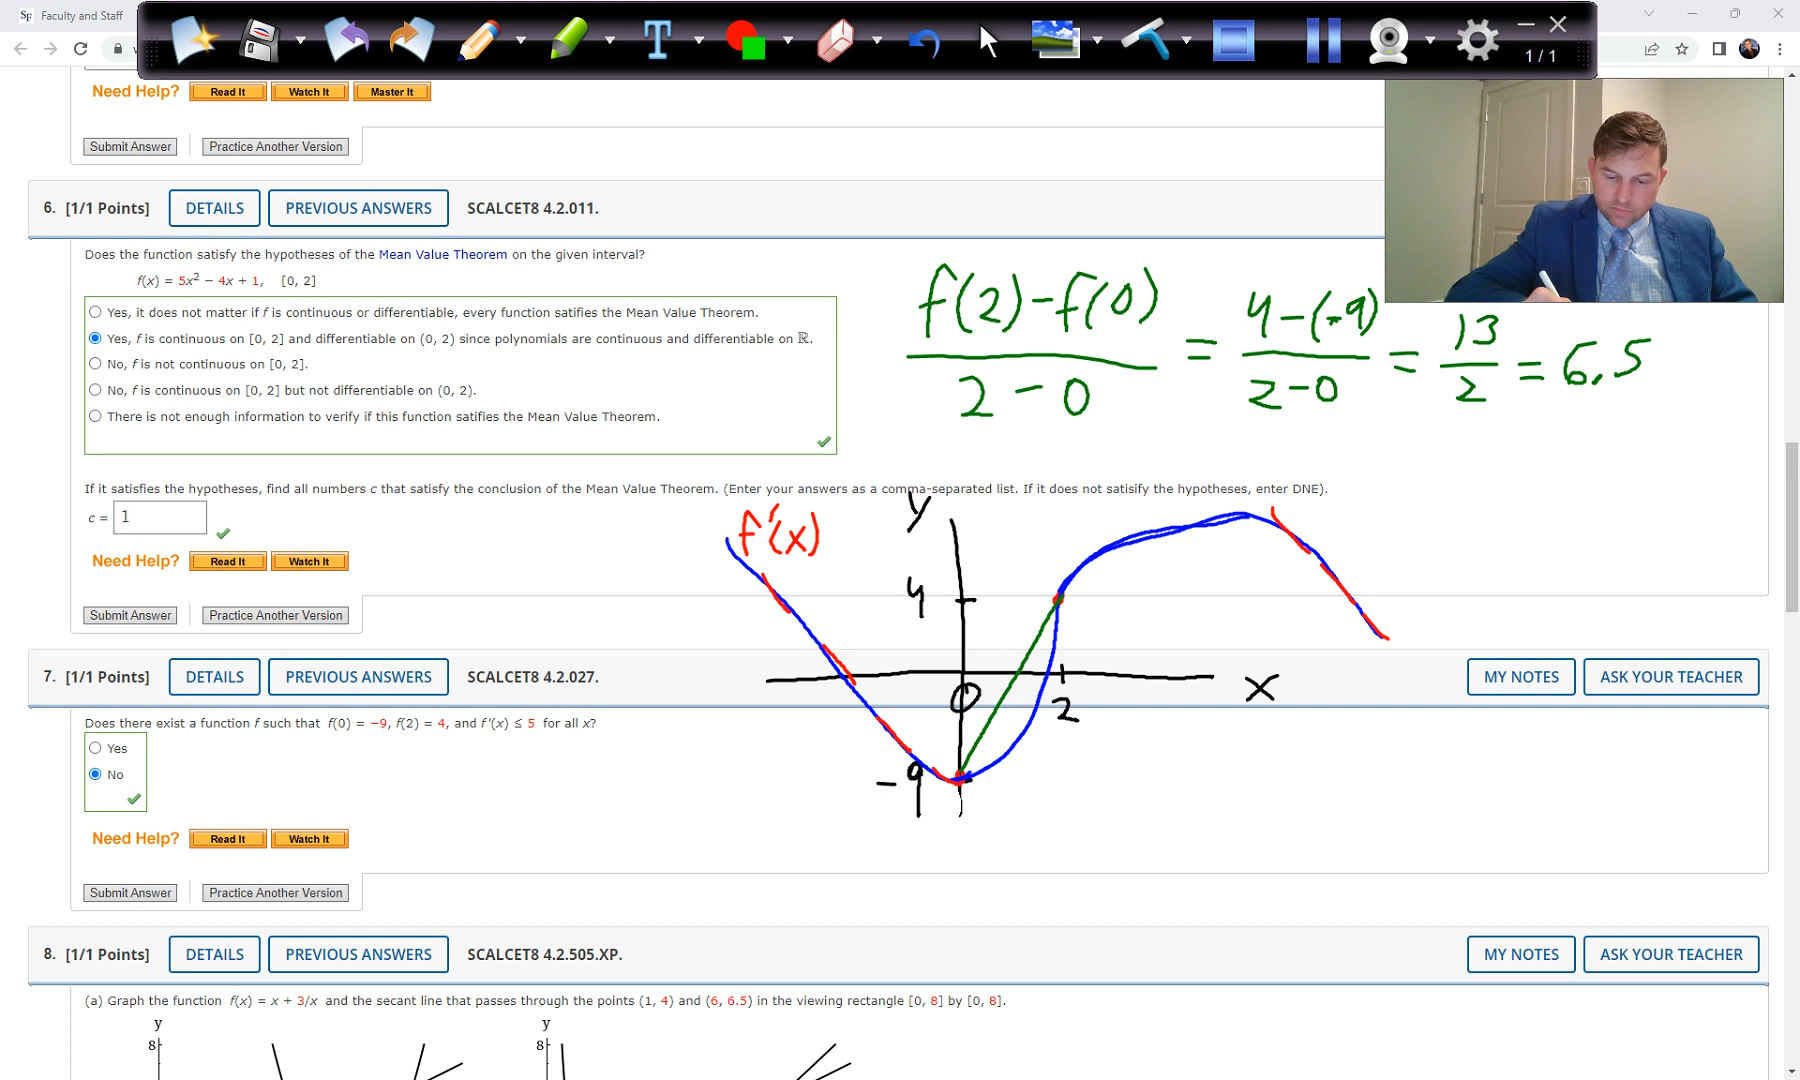 Faculty and Staff
1 / 1
Need Help? Read It Watch It Master It
Submit Answer Practice Another Version
6. [1/1 Points] DETAILS PREVIOUS ANSWERS SCALCET8 4.2.011.
Does the function satisfy the hypotheses of the Mean Value Theorem on the given interval?
f(x) = 5x² − 4x + 1, [0, 2]
Yes, it does not matter if f is continuous or differentiable, every function satifies the Mean Value Theorem.
Yes, f is continuous on [0, 2] and differentiable on (0, 2) since polynomials are continuous and differentiable on ℝ.
No, f is not continuous on [0, 2].
No, f is continuous on [0, 2] but not differentiable on (0, 2).
There is not enough information to verify if this function satifies the Mean Value Theorem.
f(2)-f(0) / 2-0 = 4-(-9) / 2-0 = 13/2 = 6.5
If it satisfies the hypotheses, find all numbers c that satisfy the conclusion of the Mean Value Theorem. (Enter your answers as a comma-separated list. If it does not satisify the hypotheses, enter DNE).
c = 1
y
f'(x)
4
Need Help? Read It Watch It
Submit Answer Practice Another Version
7. [1/1 Points] DETAILS PREVIOUS ANSWERS SCALCET8 4.2.027. MY NOTES ASK YOUR TEACHER
x
0
2
Does there exist a function f such that f(0) = −9, f(2) = 4, and f'(x) ≤ 5 for all x?
Yes
No
-9
Need Help? Read It Watch It
Submit Answer Practice Another Version
8. [1/1 Points] DETAILS PREVIOUS ANSWERS SCALCET8 4.2.505.XP. MY NOTES ASK YOUR TEACHER
(a) Graph the function f(x) = x + 3/x and the secant line that passes through the points (1, 4) and (6, 6.5) in the viewing rectangle [0, 8] by [0, 8].
y y
8 8